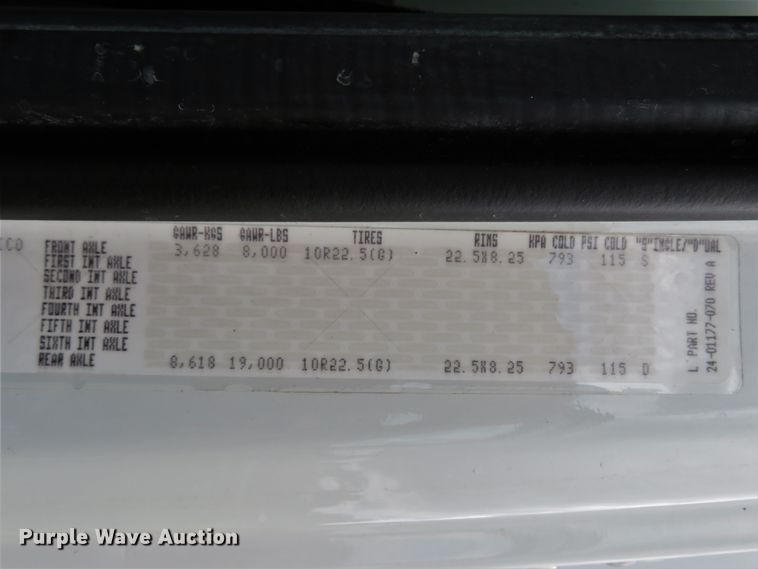 GAWR-KGS GAWR-LBS TIRES RIMS KPA COLD PSI COLD "S"INGLE/"D"UAL
ICO FRONT AXLE 3,628 8,000 10R22.5(G) 22.5X8.25 793 115 S
FIRST INT AXLE
SECOND INT AXLE
THIRD INT AXLE
FOURTH INT AXLE
FIFTH INT AXLE
SIXTH INT AXLE
REAR AXLE 8,618 19,000 10R22.5(G) 22.5X8.25 793 115 D
L PART NO.
24-01177-070 REV A
Purple Wave Auction